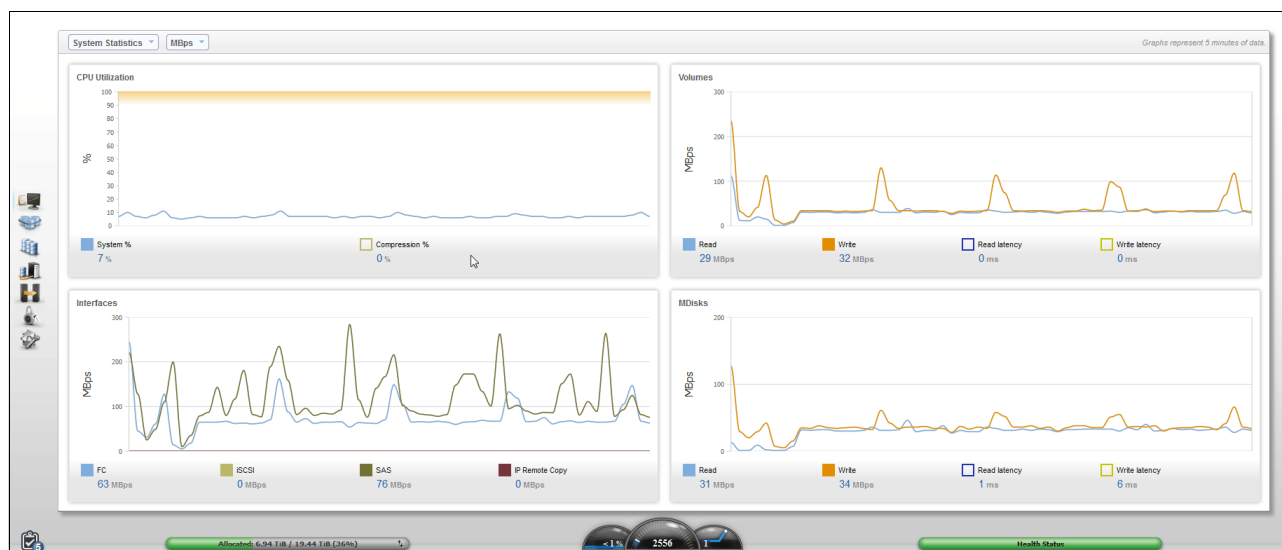 System Statistics MBps Graphs represent 5 minutes of data.
CPU Utilization
100
90
80
70
60
50
40
30
20
10
0
%
System % Compression %
7 % 0 %
Volumes
300
200
100
0
MBps
Read Write Read latency Write latency
29 MBps 32 MBps 0 ms 0 ms
Interfaces
300
200
100
0
MBps
FC iSCSI SAS IP Remote Copy
63 MBps 0 MBps 76 MBps 0 MBps
MDisks
200
100
0
MBps
Read Write Read latency Write latency
31 MBps 34 MBps 1 ms 6 ms
Allocated: 6.94 TiB / 19.44 TiB (36%) <1% 2556 1 Health Status